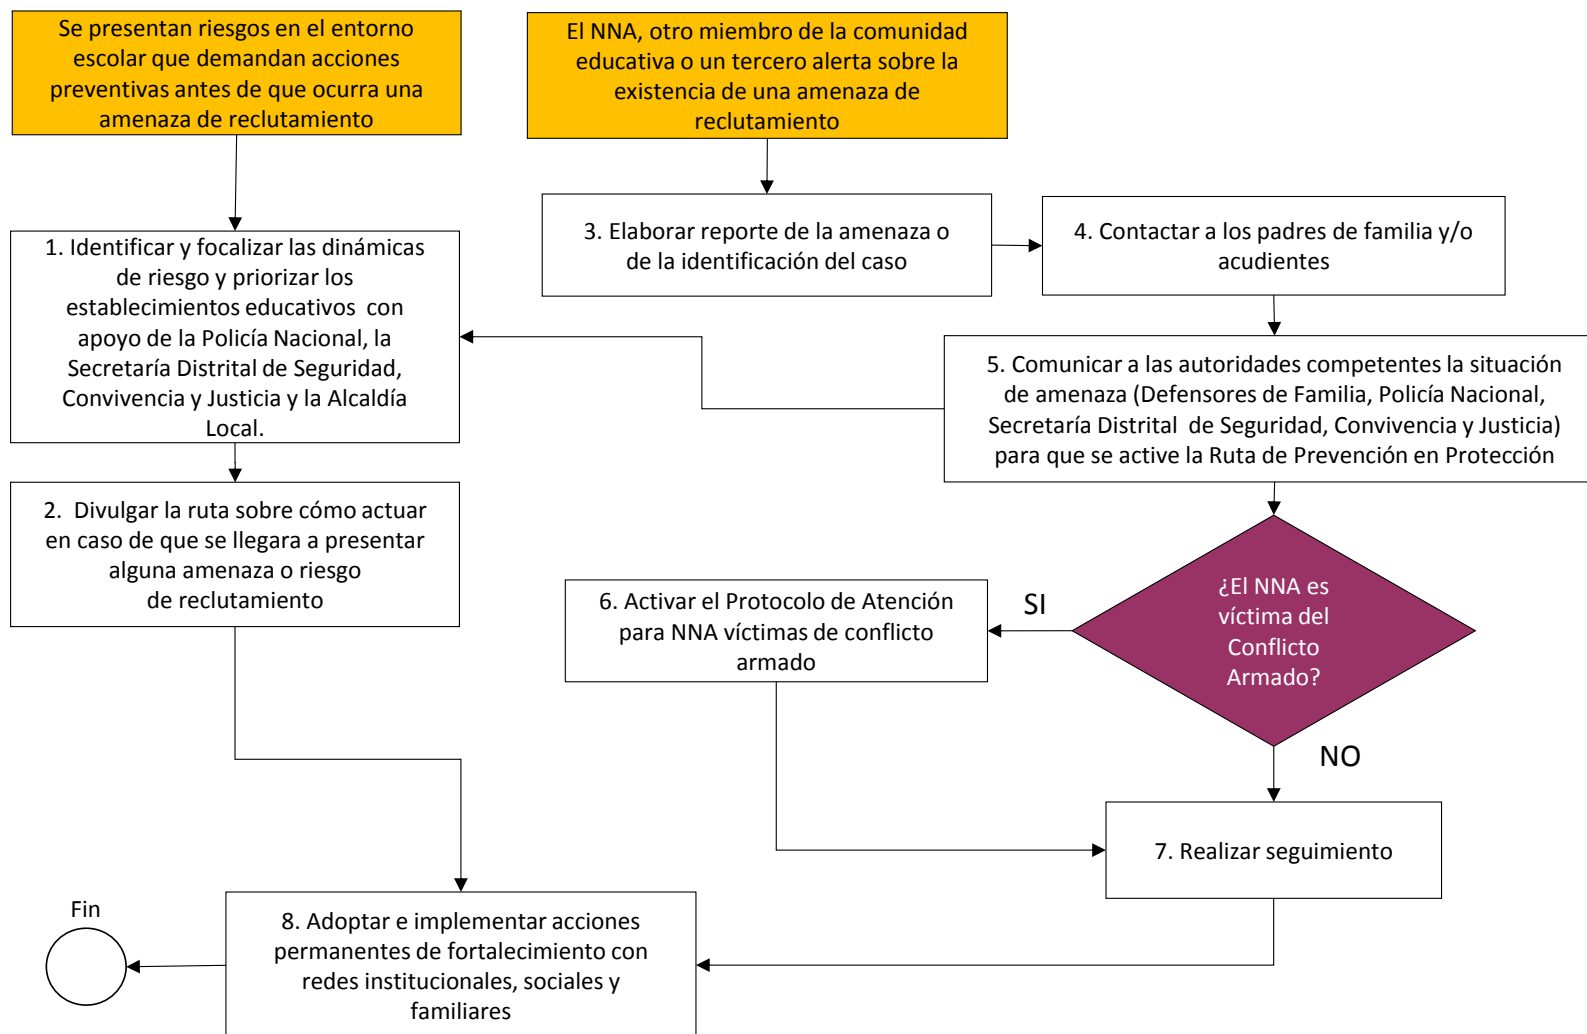 Se presentan riesgos en el entorno
escolar que demandan acciones
preventivas antes de que ocurra una
amenaza de reclutamiento
El NNA, otro miembro de la comunidad
educativa o un tercero alerta sobre la
existencia de una amenaza de
reclutamiento
1. Identificar y focalizar las dinámicas
de riesgo y priorizar los
establecimientos educativos con
apoyo de la Policía Nacional, la
Secretaría Distrital de Seguridad,
Convivencia y Justicia y la Alcaldía
Local.
2. Divulgar la ruta sobre cómo actuar
en caso de que se llegara a presentar
alguna amenaza o riesgo
de reclutamiento
3. Elaborar reporte de la amenaza o
de la identificación del caso
4. Contactar a los padres de familia y/o
acudientes
5. Comunicar a las autoridades competentes la situación
de amenaza (Defensores de Familia, Policía Nacional,
Secretaría Distrital de Seguridad, Convivencia y Justicia)
para que se active la Ruta de Prevención en Protección
¿El NNA es
víctima del
Conflicto
Armado?
SI
6. Activar el Protocolo de Atención
para NNA víctimas de conflicto
armado
NO
7. Realizar seguimiento
8. Adoptar e implementar acciones
permanentes de fortalecimiento con
redes institucionales, sociales y
familiares
Fin